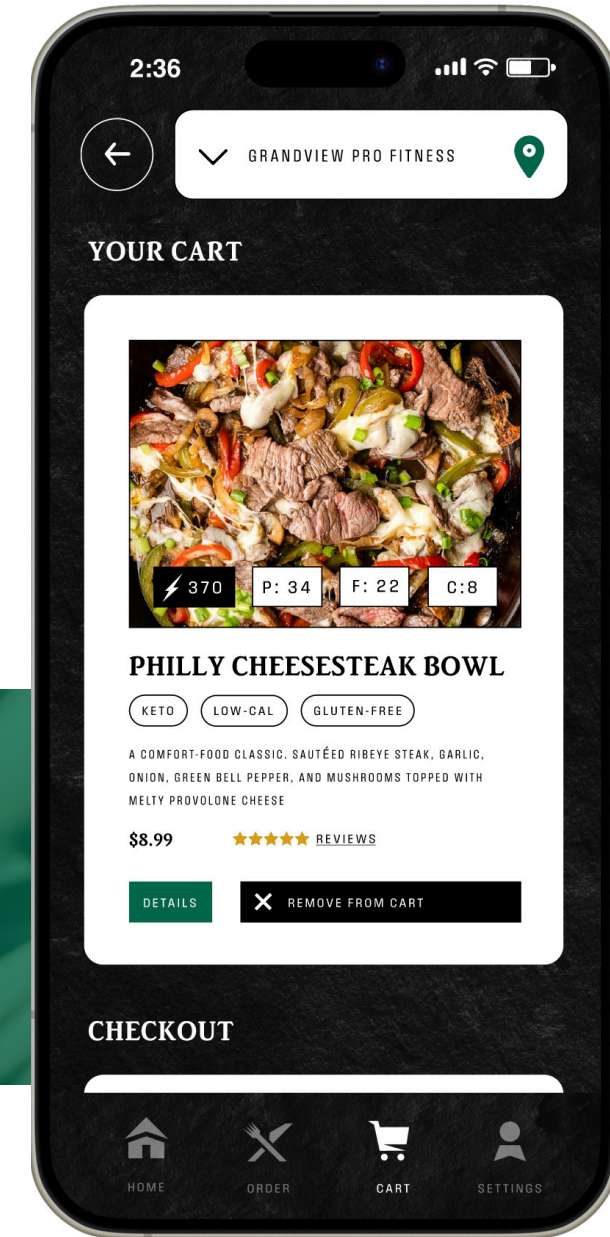 2:36
GRANDVIEW PRO FITNESS
YOUR CART
370 P: 34 F: 22 C:8
PHILLY CHEESESTEAK BOWL
KETO LOW-CAL GLUTEN-FREE
A COMFORT-FOOD CLASSIC. SAUTÉED RIBEYE STEAK, GARLIC,
ONION, GREEN BELL PEPPER, AND MUSHROOMS TOPPED WITH
MELTY PROVOLONE CHEESE
$8.99 REVIEWS
DETAILS REMOVE FROM CART
CHECKOUT
HOME ORDER CART SETTINGS